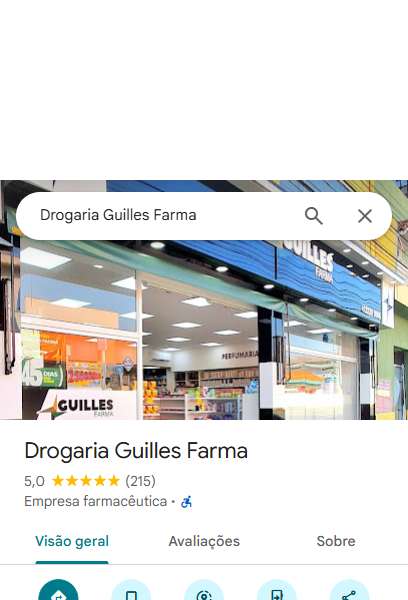 Drogaria Guilles Farma
GUILLES
FARMA
PERFUMARIA
45 DIAS
GUILLES
FARMA
Drogaria Guilles Farma
5,0 (215)
Empresa farmacêutica ·
Visão geral Avaliações Sobre